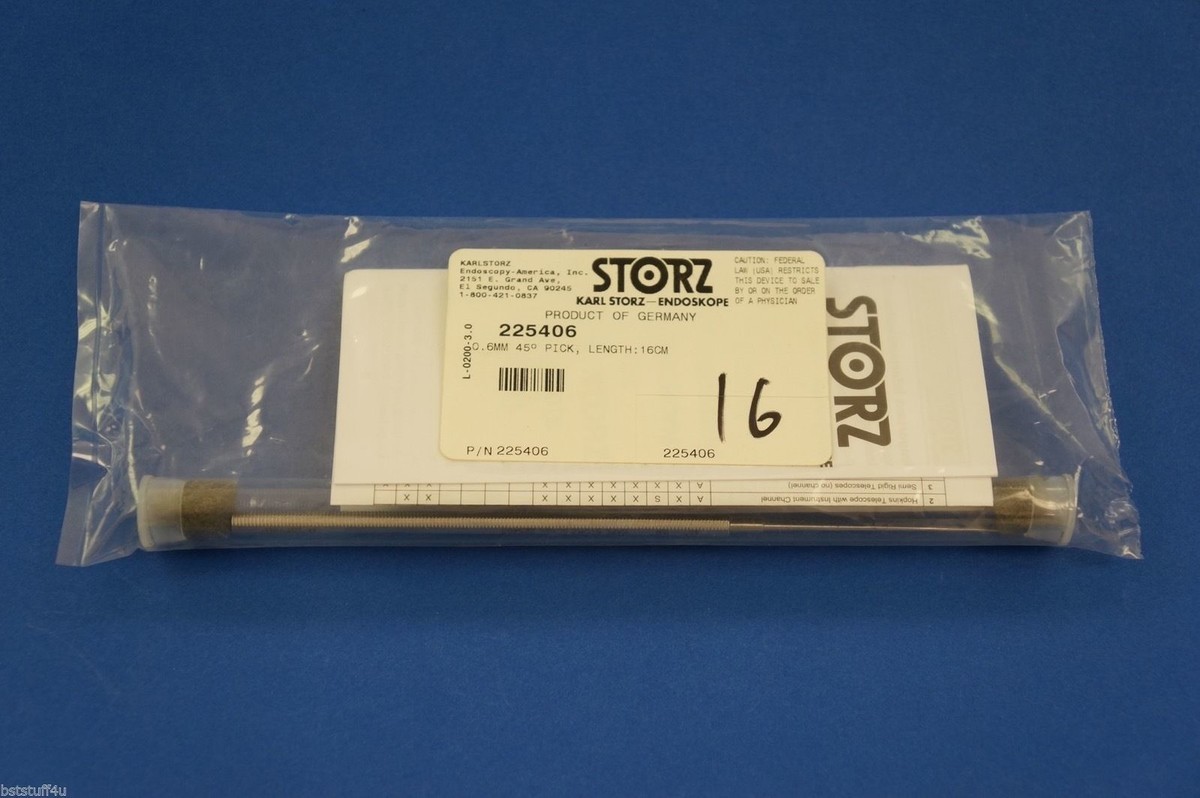 KARLSTORZ
Endoscopy-America, Inc.
2151 E. Grand Ave,
El Segundo, CA 90245
1-800-421-0837
STORZ
KARL STORZ—ENDOSKOPE
CAUTION: FEDERAL
LAW (USA) RESTRICTS
THIS DEVICE TO SALE
BY OR ON THE ORDER
OF A PHYSICIAN
PRODUCT OF GERMANY
L-0200-3.0
225406
0.6MM 45º PICK, LENGTH:16CM
16
P/N 225406
225406
STORZ
3 Semi Rigid Telescopes (no channel) A X X X X X X X X X
2 Hopkins Telescope with Instrument Channel A X S X X X X X X
bststuff4u